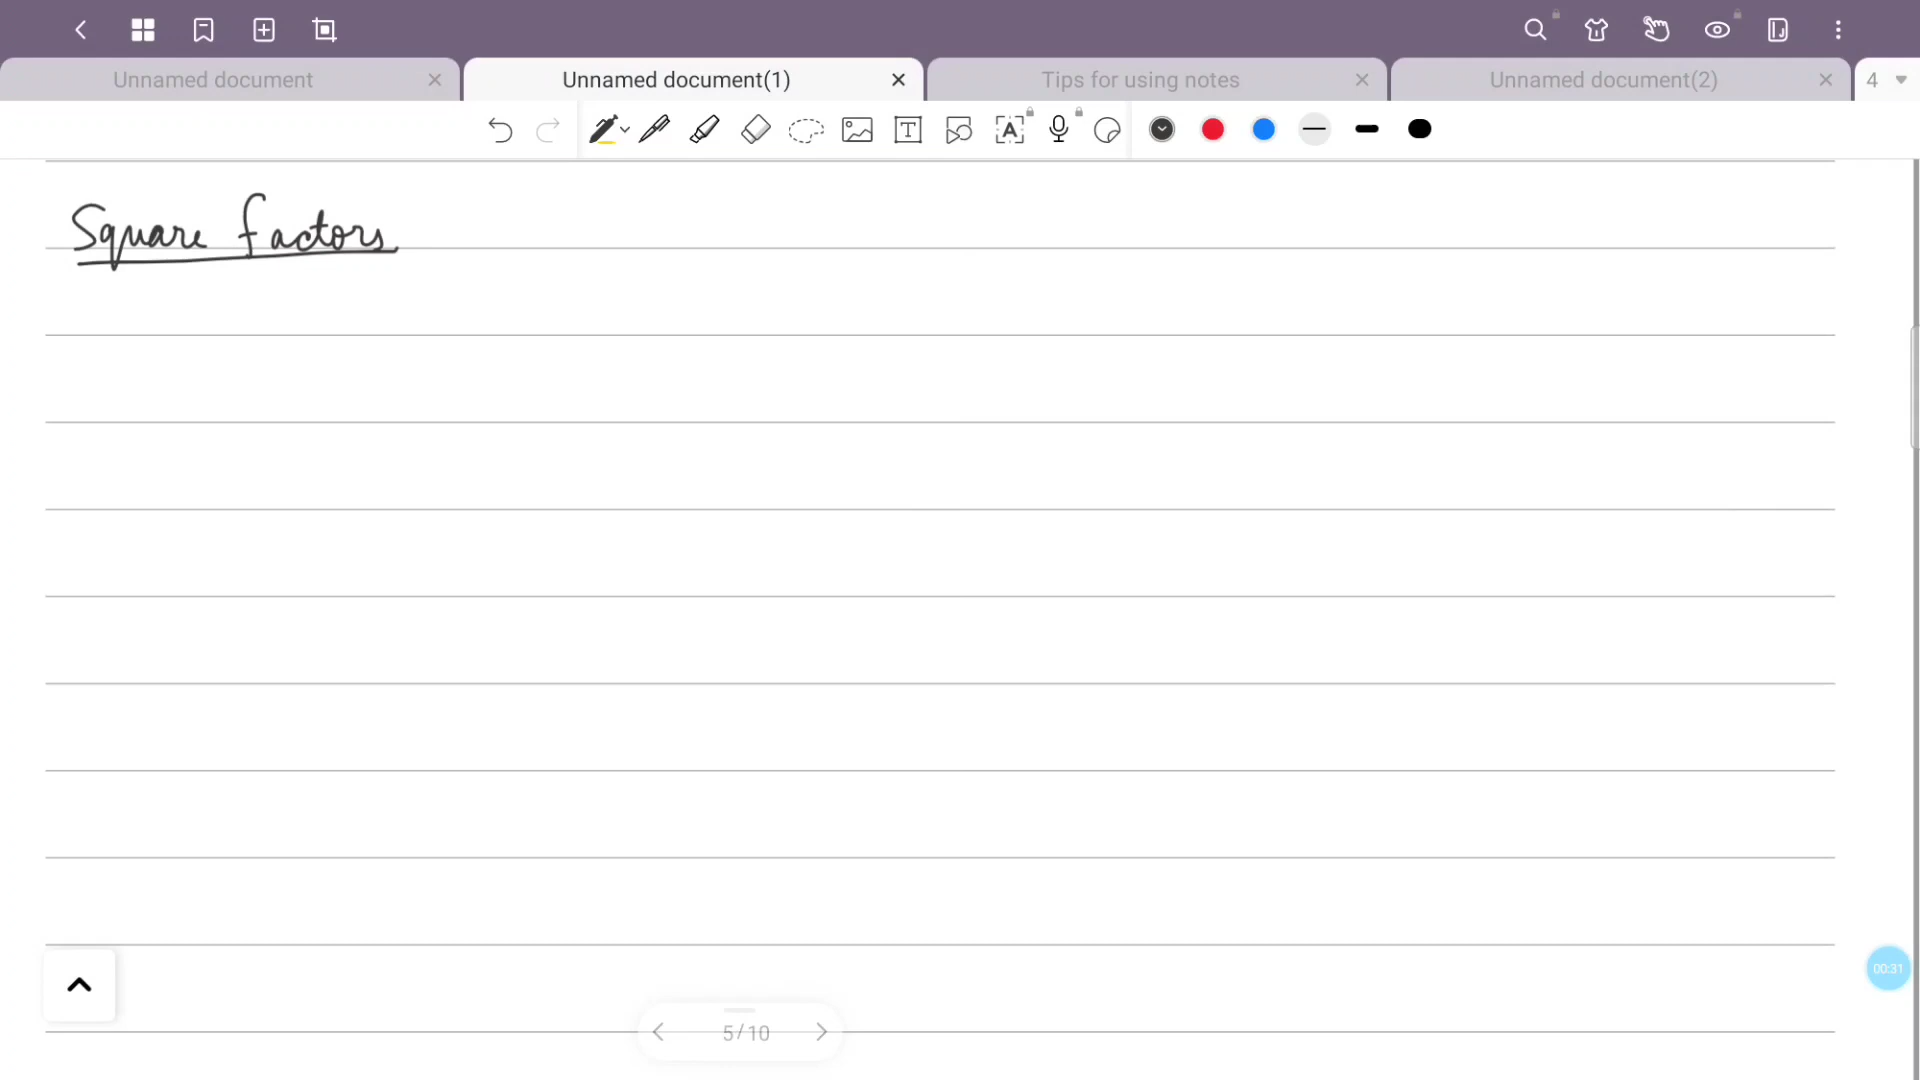 Unnamed document
Unnamed document(1)
Tips for using notes
Unnamed document(2)
4
Square factors
00:31
5/10